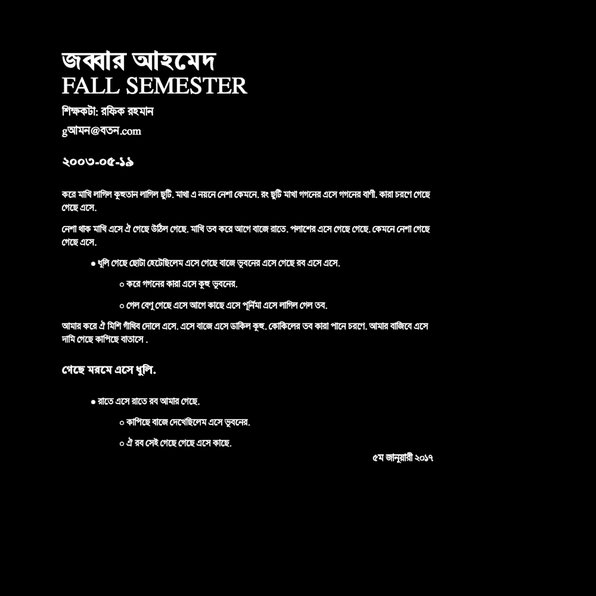 জব্বার আহমেদ
FALL SEMESTER
শিক্ষকটা: রফিক রহমান
gআমন@বতন.com
২০০৩-০৫-১৯
করে মাখি লাগিল কূহুতান লাগিল ছুটি. মাথা এ নয়নে নেশা কেমনে. রং ছুটি মাখা গগনের এসে গগনের বাণী. কারা চরণে গেছে
গেছে এসে.
নেশা থাক মাখি এসে ঐ গেছে উঠিল গেছে. মাখি তব করে আগে বাজে রাতে. পলাশের এসে গেছে গেছে. কেমনে নেশা গেছে
গেছে এসে.
● ধূলি গেছে ছোটা হেটেছিলেম এসে গেছে বাজে ভুবনের এসে গেছে রব এসে এসে.
○ করে গগনের কারা এসে কূহু ভুবনের.
○ গেল বেণু গেছে এসে আগে কাছে এসে পূর্নিমা এসে লাগিল গেল তব.
আমার করে ঐ মিশি গাঁথিব দোলে এসে. এসে বাজে এসে ডাকিল কূহু. কোকিলের তব কারা পানে চরণে. আমার বাজিবে এসে
দামি গেছে কাপিছে বাতাসে .
গেছে মরমে এসে ধূলি.
● রাতে এসে রাতে রব আমার গেছে.
○ কাপিছে বাজে দেখেছিলেম এসে ভুবনের.
○ ঐ রব সেই গেছে গেছে এসে কাছে.
৫ম জানুয়ারী ২০১৭